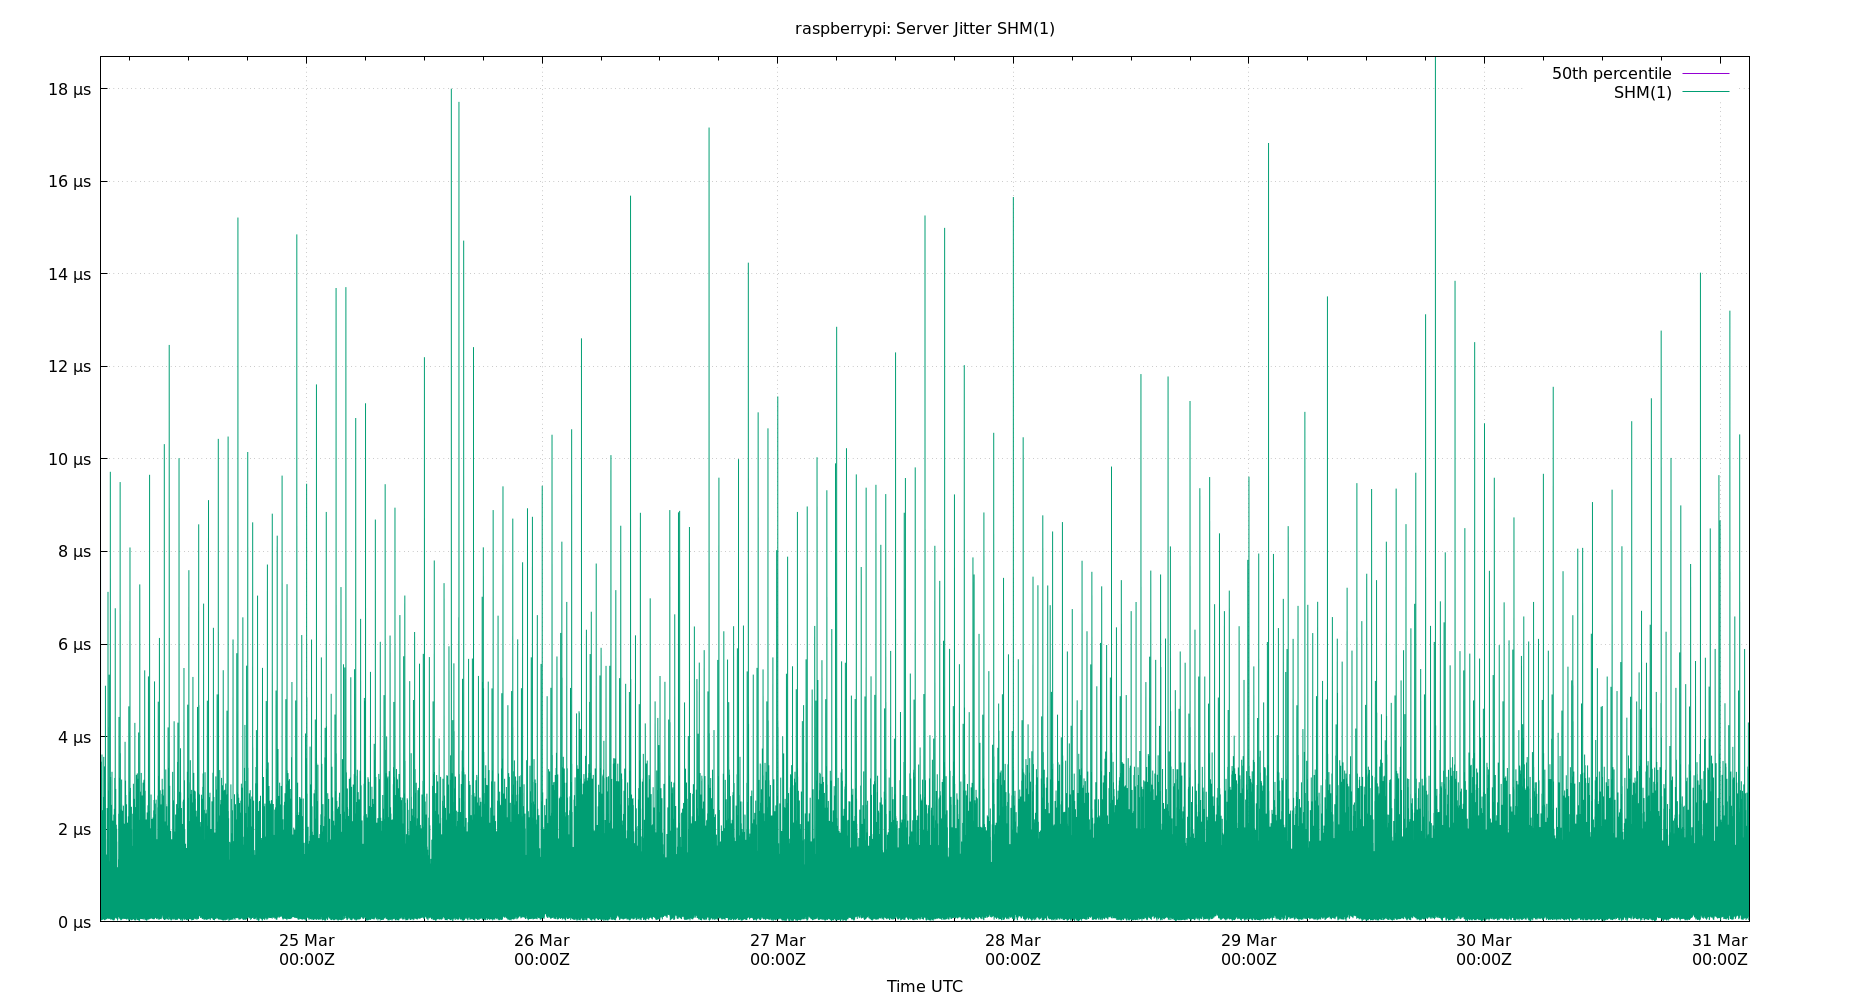 raspberrypi: Server Jitter SHM(1)
50th percentile
SHM(1)
18 µs
16 µs
14 µs
12 µs
10 µs
8 µs
6 µs
4 µs
2 µs
0 µs
25 Mar 26 Mar 27 Mar 28 Mar 29 Mar 30 Mar 31 Mar
00:00Z 00:00Z 00:00Z 00:00Z 00:00Z 00:00Z 00:00Z
Time UTC